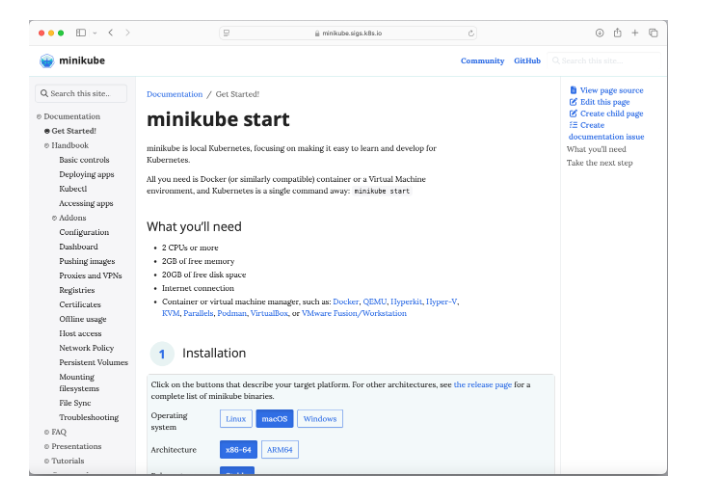 minikube.sigs.k8s.io
minikube
Community GitHub Search this site...
Search this site...
Documentation
Get Started!
Handbook
Basic controls
Deploying apps
Kubectl
Accessing apps
Addons
Configuration
Dashboard
Pushing images
Proxies and VPNs
Registries
Certificates
Offline usage
Host access
Network Policy
Persistent Volumes
Mounting
filesystems
File Sync
Troubleshooting
FAQ
Presentations
Tutorials
Documentation / Get Started!
minikube start
minikube is local Kubernetes, focusing on making it easy to learn and develop for
Kubernetes.
All you need is Docker (or similarly compatible) container or a Virtual Machine
environment, and Kubernetes is a single command away: minikube start
What you'll need
• 2 CPUs or more
• 2GB of free memory
• 20GB of free disk space
• Internet connection
• Container or virtual machine manager, such as: Docker, QEMU, Hyperkit, Hyper-V,
KVM, Parallels, Podman, VirtualBox, or VMware Fusion/Workstation
1 Installation
Click on the buttons that describe your target platform. For other architectures, see the release page for a
complete list of minikube binaries.
Operating
system
Linux macOS Windows
Architecture x86-64 ARM64
View page source
Edit this page
Create child page
Create
documentation issue
What you'll need
Take the next step